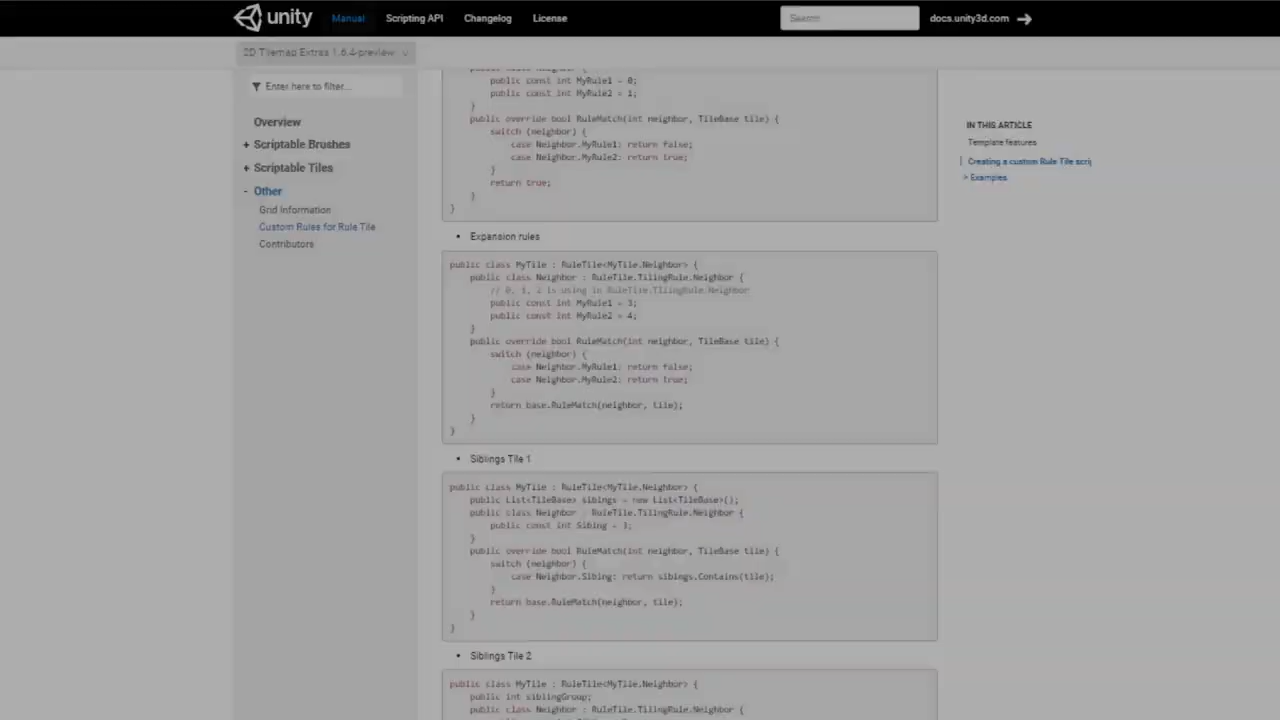 unity Manual Scripting API Changelog License Search docs.unity3d.com
2D Tilemap Extras 1.6.4-preview
Enter here to filter...
Overview
+ Scriptable Brushes
+ Scriptable Tiles
- Other
Grid Information
Custom Rules for Rule Tile
Contributors
public const int MyRule1 = 0;
public const int MyRule2 = 1;
}
public override bool RuleMatch(int neighbor, TileBase tile) {
switch (neighbor) {
case Neighbor.MyRule1: return false;
case Neighbor.MyRule2: return true;
}
return true;
}
}
• Expansion rules
public class MyTile : RuleTile<MyTile.Neighbor> {
public class Neighbor : RuleTile.TilingRule.Neighbor {
// 0, 1, 2 is using in RuleTile.TilingRule.Neighbor
public const int MyRule1 = 3;
public const int MyRule2 = 4;
}
public override bool RuleMatch(int neighbor, TileBase tile) {
switch (neighbor) {
case Neighbor.MyRule1: return false;
case Neighbor.MyRule2: return true;
}
return base.RuleMatch(neighbor, tile);
}
}
• Siblings Tile 1
public class MyTile : RuleTile<MyTile.Neighbor> {
public List<TileBase> siblings = new List<TileBase>();
public class Neighbor : RuleTile.TilingRule.Neighbor {
public const int Sibing = 3;
}
public override bool RuleMatch(int neighbor, TileBase tile) {
switch (neighbor) {
case Neighbor.Sibing: return sibings.Contains(tile);
}
return base.RuleMatch(neighbor, tile);
}
}
• Siblings Tile 2
public class MyTile : RuleTile<MyTile.Neighbor> {
public int siblingGroup;
public class Neighbor : RuleTile.TilingRule.Neighbor {
IN THIS ARTICLE
Template features
Creating a custom Rule Tile scri
> Examples